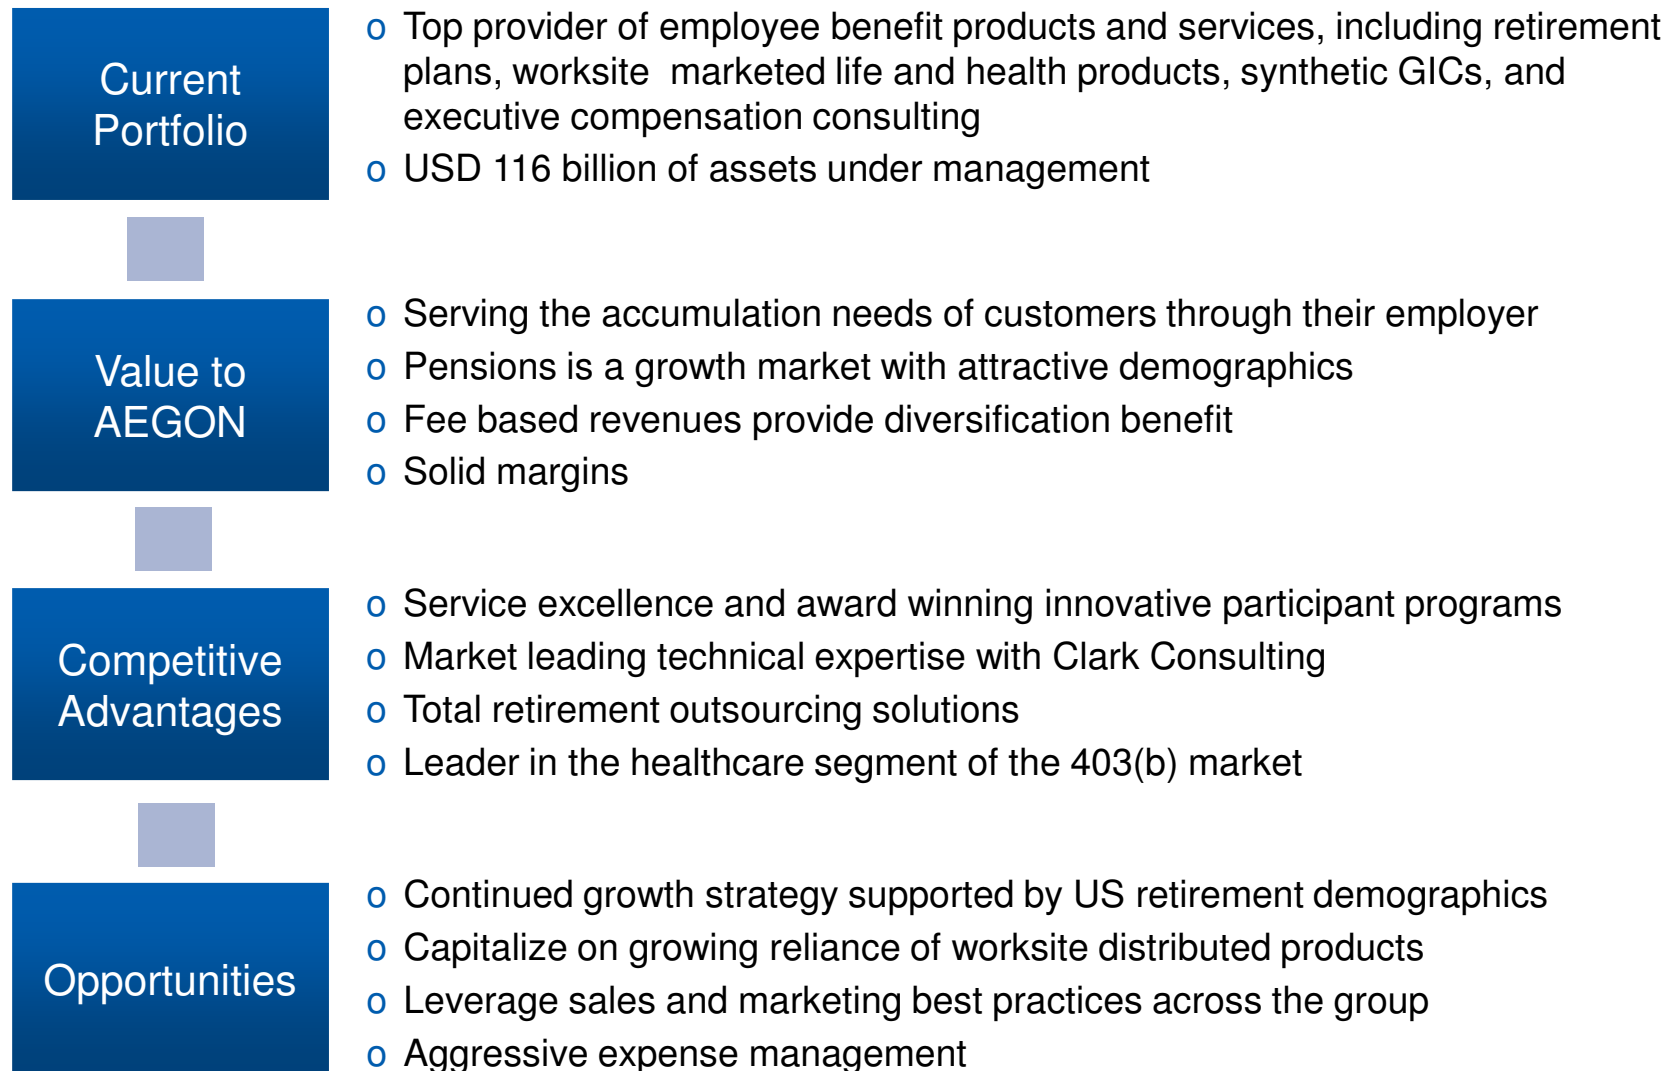 Current
Portfolio
o Top provider of employee benefit products and services, including retirement
plans, worksite  marketed life and health products, synthetic GICs, and
executive compensation consulting
o USD 116 billion of assets under management
Value to
AEGON
o Serving the accumulation needs of customers through their employer
o Pensions is a growth market with attractive demographics
o Fee based revenues provide diversification benefit
o Solid margins
Competitive
Advantages
o Service excellence and award winning innovative participant programs
o Market leading technical expertise with Clark Consulting
o Total retirement outsourcing solutions
o Leader in the healthcare segment of the 403(b) market
Opportunities
o Continued growth strategy supported by US retirement demographics
o Capitalize on growing reliance of worksite distributed products
o Leverage sales and marketing best practices across the group
o Aggressive expense management